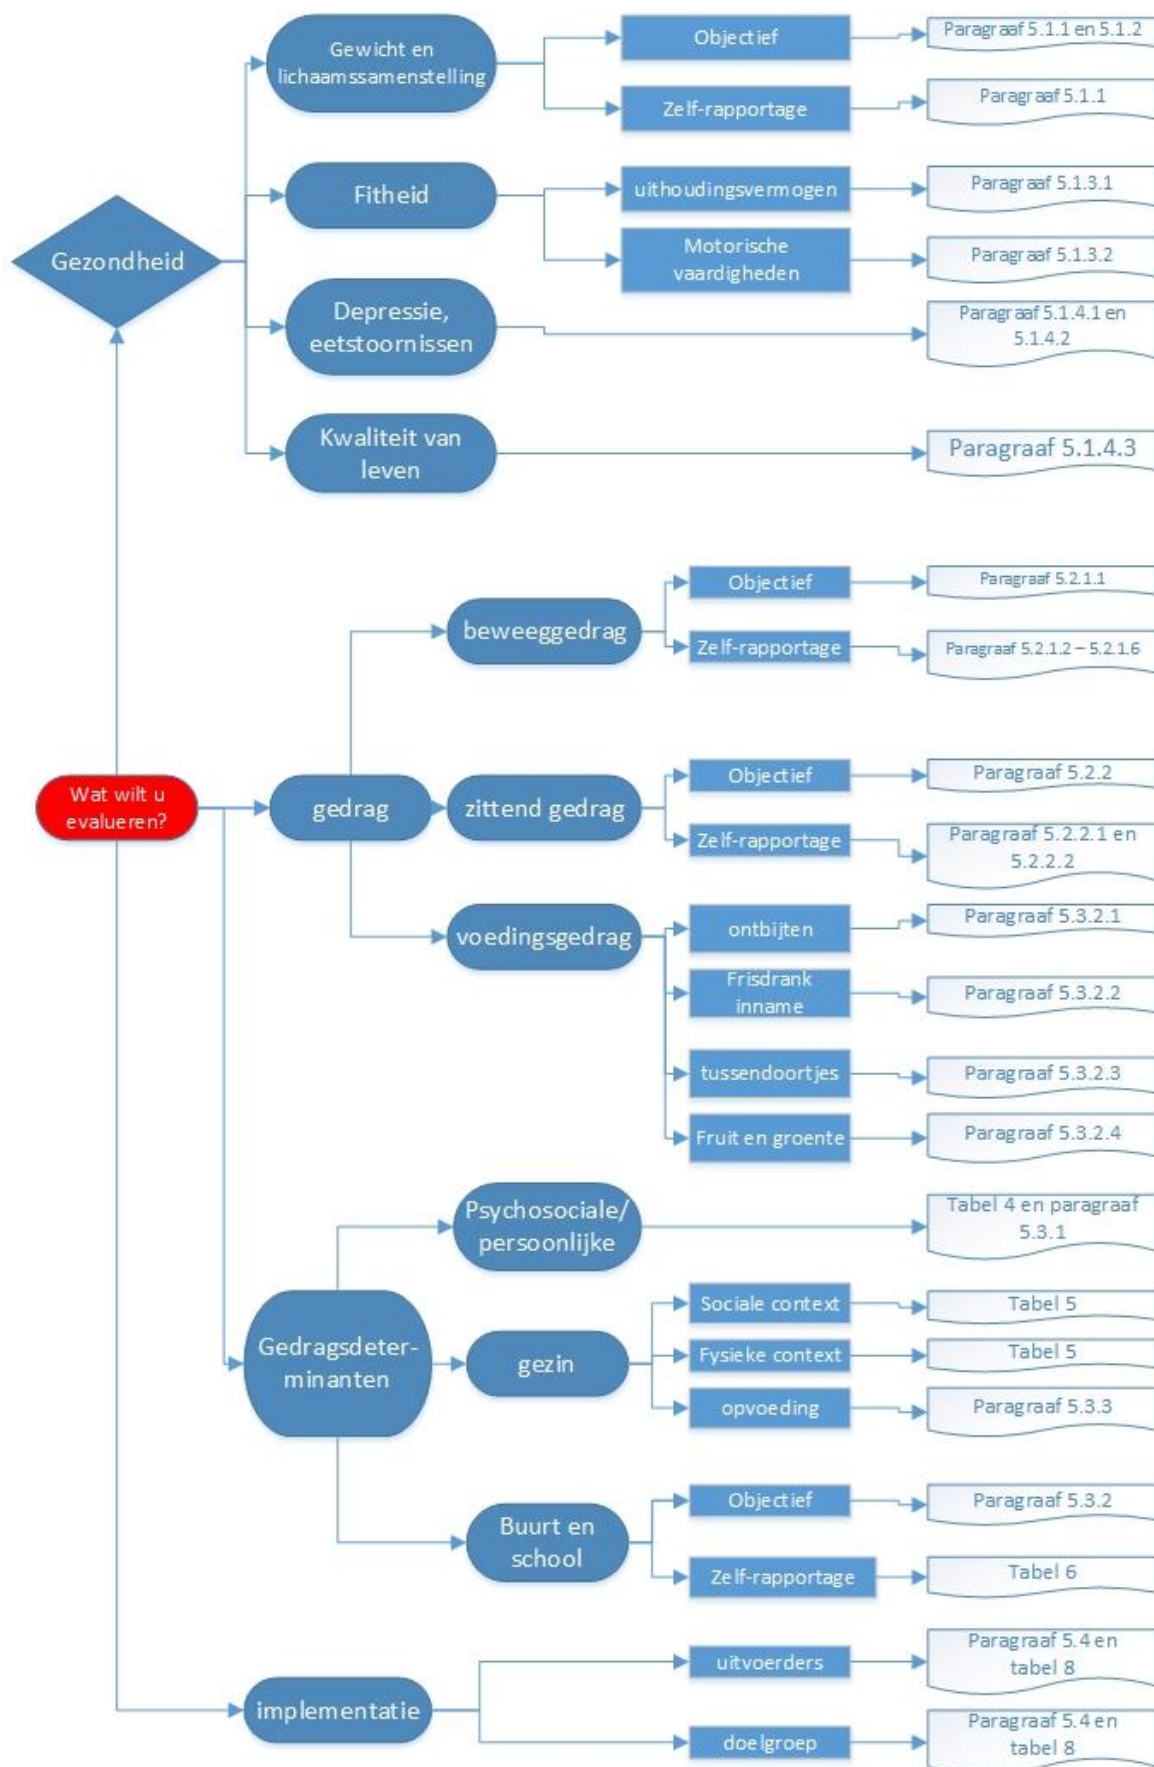 Gewicht en
lichaamssamenstelling
Objectief
Paragraaf 5.1.1 en 5.1.2
Zelf-rapportage
Paragraaf 5.1.1
Fitheid
uithoudingsvermogen
Paragraaf 5.1.3.1
Motorische
vaardigheden
Paragraaf 5.1.3.2
Gezondheid
Depressie,
eetstoornissen
Paragraaf 5.1.4.1 en
5.1.4.2
Kwaliteit van
leven
Paragraaf 5.1.4.3
beweeggedrag
Objectief
Paragraaf 5.2.1.1
Zelf-rapportage
Paragraaf 5.2.1.2 – 5.2.1.6
Wat wilt u
evalueren?
gedrag
zittend gedrag
Objectief
Paragraaf 5.2.2
Zelf-rapportage
Paragraaf 5.2.2.1 en
5.2.2.2
voedingsgedrag
ontbijten
Paragraaf 5.3.2.1
Frisdrank
inname
Paragraaf 5.3.2.2
tussendoortjes
Paragraaf 5.3.2.3
Fruit en groente
Paragraaf 5.3.2.4
Psychosociale/
persoonlijke
Tabel 4 en paragraaf
5.3.1
Gedragsdeter-
minanten
gezin
Sociale context
Tabel 5
Fysieke context
Tabel 5
opvoeding
Paragraaf 5.3.3
Buurt en
school
Objectief
Paragraaf 5.3.2
Zelf-rapportage
Tabel 6
implementatie
uitvoerders
Paragraaf 5.4 en
tabel 8
doelgroep
Paragraaf 5.4 en
tabel 8